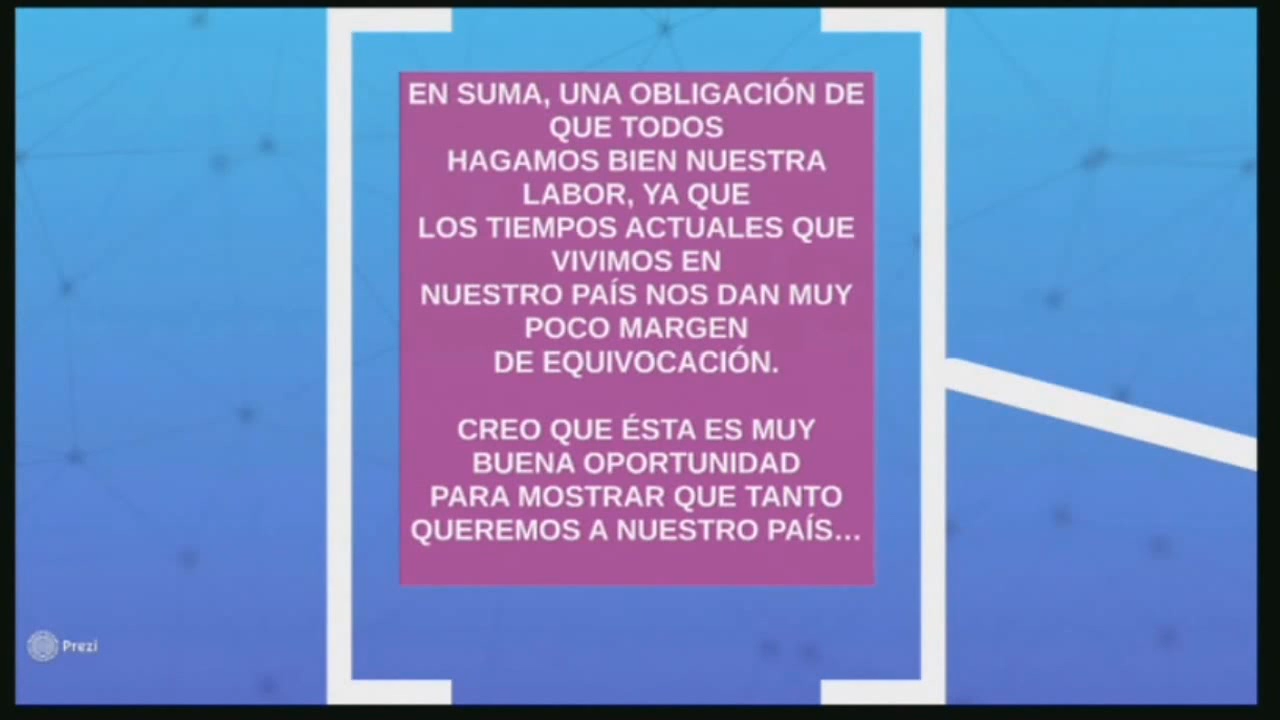 EN SUMA, UNA OBLIGACIÓN DE
QUE TODOS
HAGAMOS BIEN NUESTRA
LABOR, YA QUE
LOS TIEMPOS ACTUALES QUE
VIVIMOS EN
NUESTRO PAÍS NOS DAN MUY
POCO MARGEN
DE EQUIVOCACIÓN.
CREO QUE ÉSTA ES MUY
BUENA OPORTUNIDAD
PARA MOSTRAR QUE TANTO
QUEREMOS A NUESTRO PAÍS...
Prezi